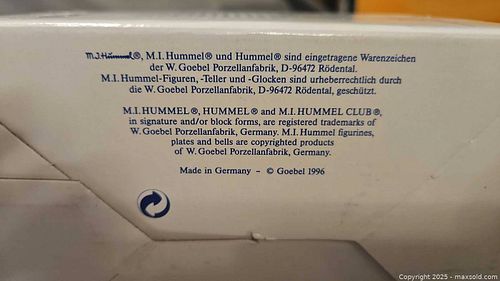 M.J.Hummel®, M.I.Hummel® und Hummel® sind eingetragene Warenzeichen
der W.Goebel Porzellanfabrik, D-96472 Rödental.
M.I.Hummel-Figuren, -Teller und -Glocken sind urheberrechtlich durch
die W.Goebel Porzellanfabrik, D-96472 Rödental, geschützt.
M.I.HUMMEL®, HUMMEL® and M.I.HUMMEL CLUB®,
in signature and/or block forms, are registered trademarks of
W.Goebel Porzellanfabrik, Germany. M.I.Hummel figurines,
plates and bells are copyrighted products
of W.Goebel Porzellanfabrik, Germany.
Made in Germany – © Goebel 1996
Copyright 2025 - maxsold.com